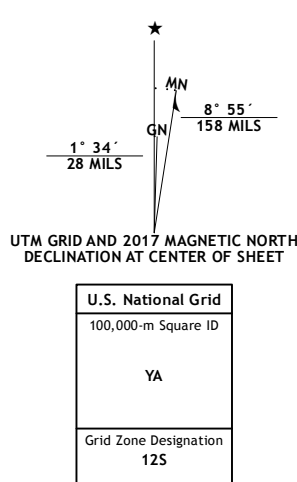 ★
MN
GN
8° 55´
158 MILS
1° 34´
28 MILS
UTM GRID AND 2017 MAGNETIC NORTH
DECLINATION AT CENTER OF SHEET
U.S. National Grid
100,000-m Square ID
YA
Grid Zone Designation
12S